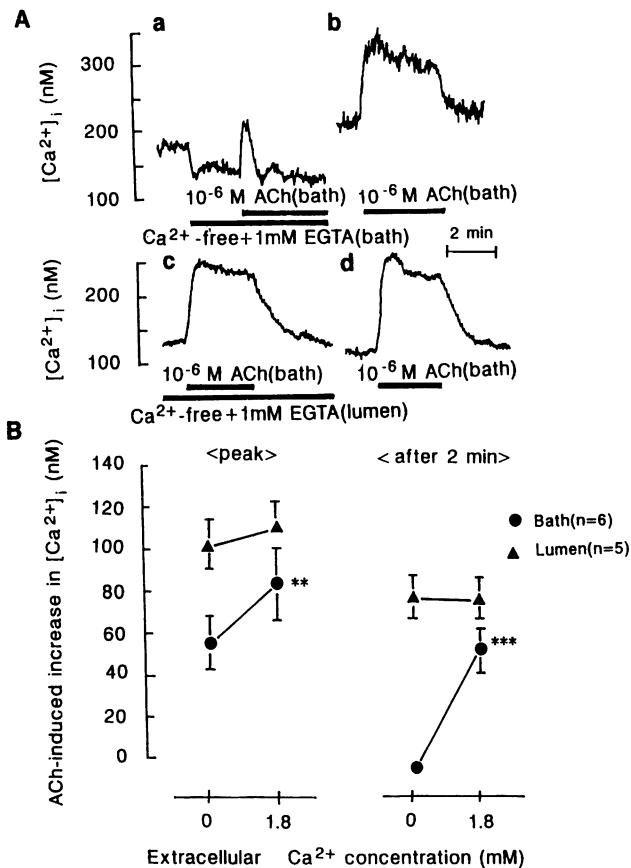 A
a
b
[Ca²⁺]ᵢ (nM)
300
200
100
10⁻⁶ M ACh(bath)
Ca²⁺-free+1mM EGTA(bath)
10⁻⁶ M ACh(bath)
2 min
c
d
[Ca²⁺]ᵢ (nM)
200
100
10⁻⁶ M ACh(bath)
Ca²⁺-free+1mM EGTA(lumen)
10⁻⁶ M ACh(bath)
B
ACh-induced increase in [Ca²⁺]ᵢ (nM)
140
120
100
80
60
40
20
0
<peak>
**
< after 2 min>
***
Bath(n=6)
Lumen(n=5)
0
1.8
0
1.8
Extracellular Ca²⁺ concentration (mM)